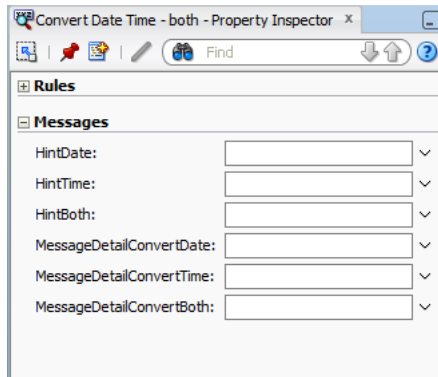 Convert Date Time - both - Property Inspector x
Find
Rules
Messages
HintDate:
HintTime:
HintBoth:
MessageDetailConvertDate:
MessageDetailConvertTime:
MessageDetailConvertBoth: